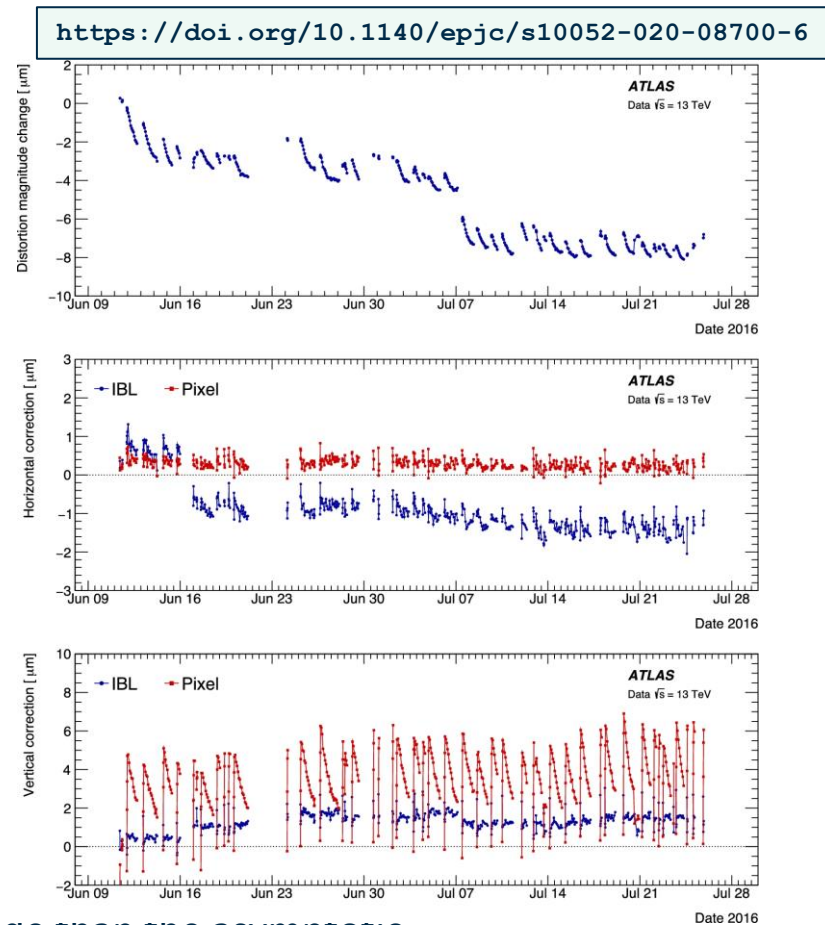 https://doi.org/10.1140/epjc/s10052-020-08700-6
Distortion magnitude change [ μm]
2
0
−2
−4
−6
−8
−10
ATLAS
Data √s = 13 TeV
Jun 09 Jun 16 Jun 23 Jun 30 Jul 07 Jul 14 Jul 21 Jul 28
Date 2016
Horizontal correction [ μm]
3
2
1
0
−1
−2
−3
IBL Pixel
ATLAS
Data √s = 13 TeV
Jun 09 Jun 16 Jun 23 Jun 30 Jul 07 Jul 14 Jul 21 Jul 28
Date 2016
Vertical correction [ μm]
10
8
6
4
2
0
−2
IBL Pixel
ATLAS
Data √s = 13 TeV
Jun 09 Jun 16 Jun 23 Jun 30 Jul 07 Jul 14 Jul 21 Jul 28
Date 2016